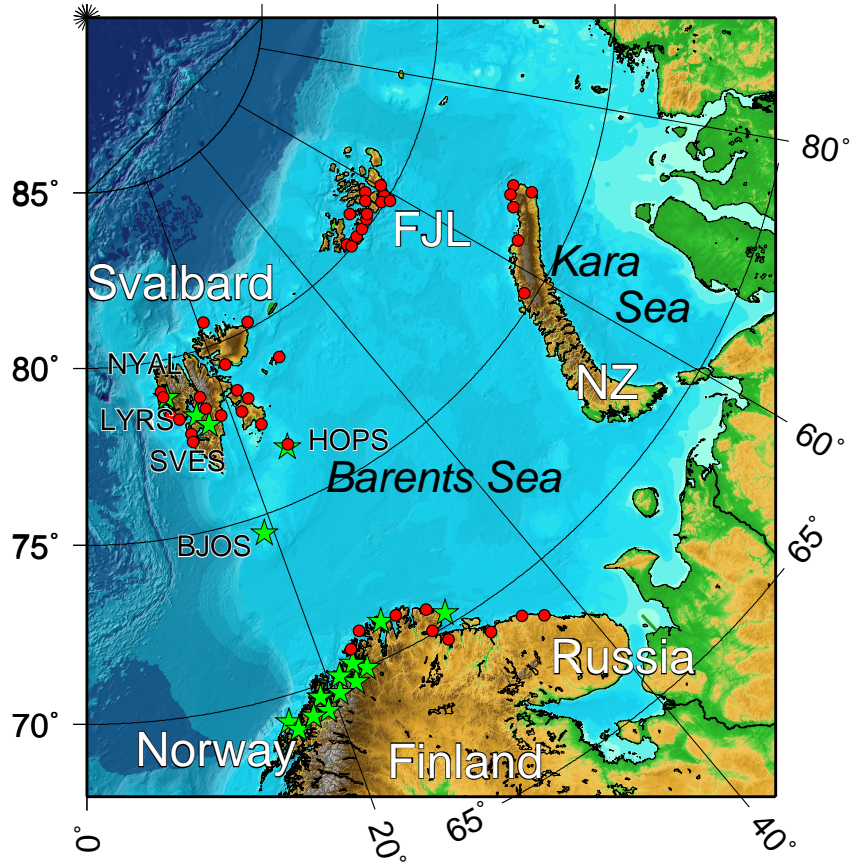 80°
85°
FJL
Kara
Sea
Svalbard
NYAL
80°
NZ
LYRS
60°
HOPS
SVES
Barents Sea
BJOS
75°
65°
Russia
70°
Norway
Finland
0°
20°
65°
40°